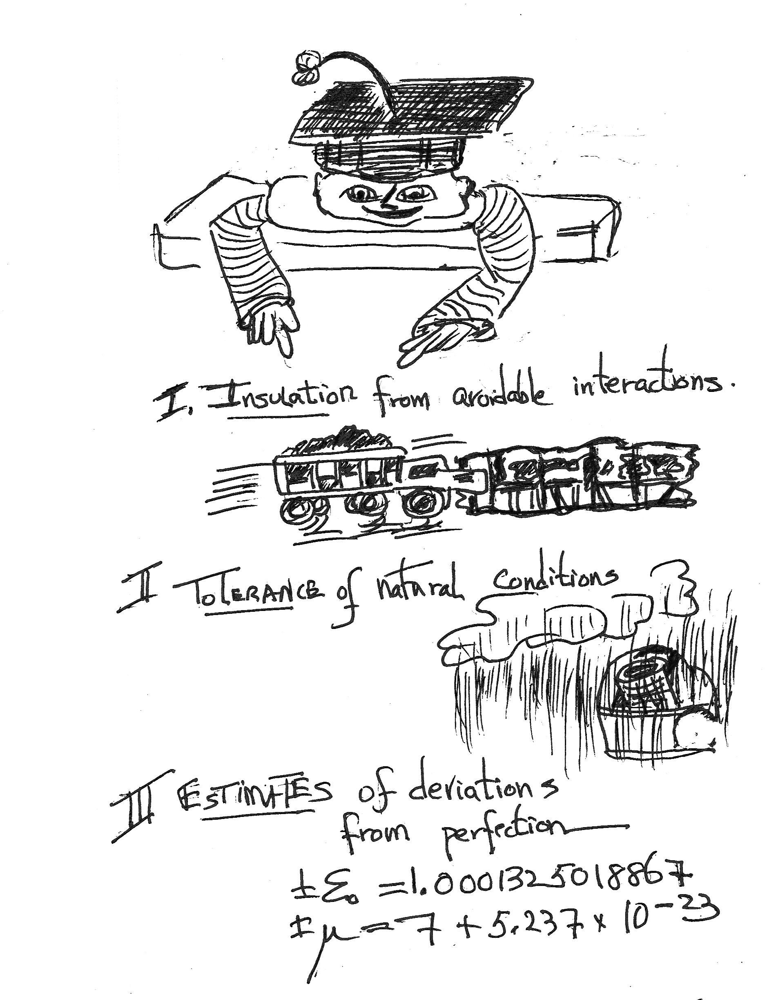 I. Insulation from avoidable interactions.
II TOLERANCE of natural conditions
III ESTIMATES of deviations
from perfection
± ε₀ = 1.0001325018867
± μ = 7 + 5.237 × 10⁻²³